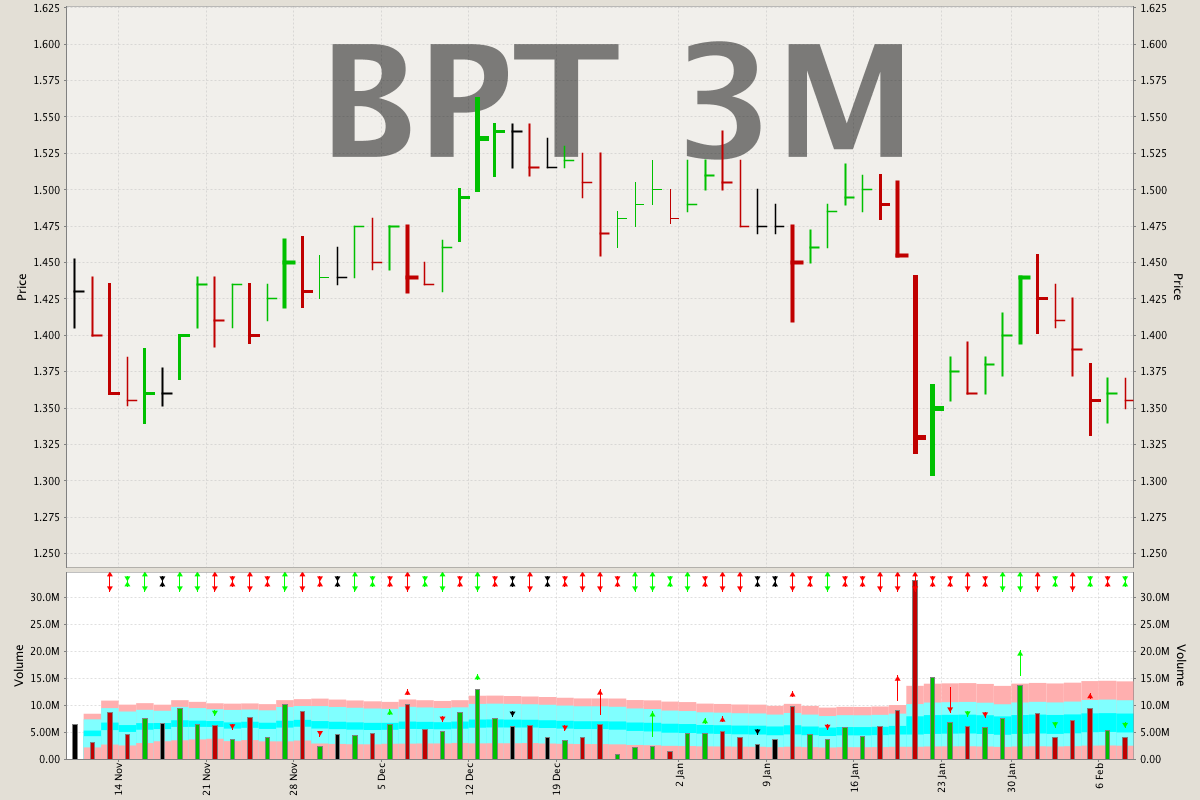 BPT 3M
1.625
1.600
1.575
1.550
1.525
1.500
1.475
1.450
1.425
1.400
1.375
1.350
1.325
1.300
1.275
1.250
Price
1.625
1.600
1.575
1.550
1.525
1.500
1.475
1.450
1.425
1.400
1.375
1.350
1.325
1.300
1.275
1.250
Price
30.0M
25.0M
20.0M
15.0M
10.0M
5.00M
0.00
Volume
30.0M
25.0M
20.0M
15.0M
10.0M
5.00M
0.00
Volume
14 Nov
21 Nov
28 Nov
5 Dec
12 Dec
19 Dec
2 Jan
9 Jan
16 Jan
23 Jan
30 Jan
6 Feb